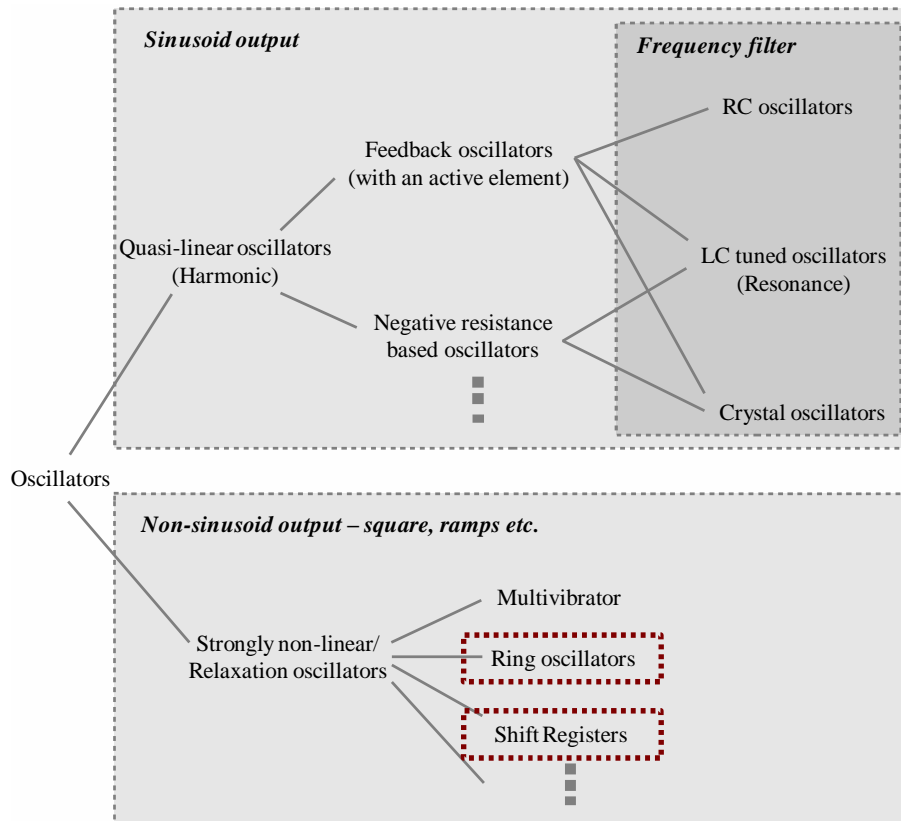 Sinusoid output
Frequency filter
RC oscillators
Feedback oscillators
(with an active element)
Quasi-linear oscillators
(Harmonic)
LC tuned oscillators
(Resonance)
Negative resistance
based oscillators
Crystal oscillators
Oscillators
Non-sinusoid output – square, ramps etc.
Multivibrator
Strongly non-linear/
Relaxation oscillators
Ring oscillators
Shift Registers